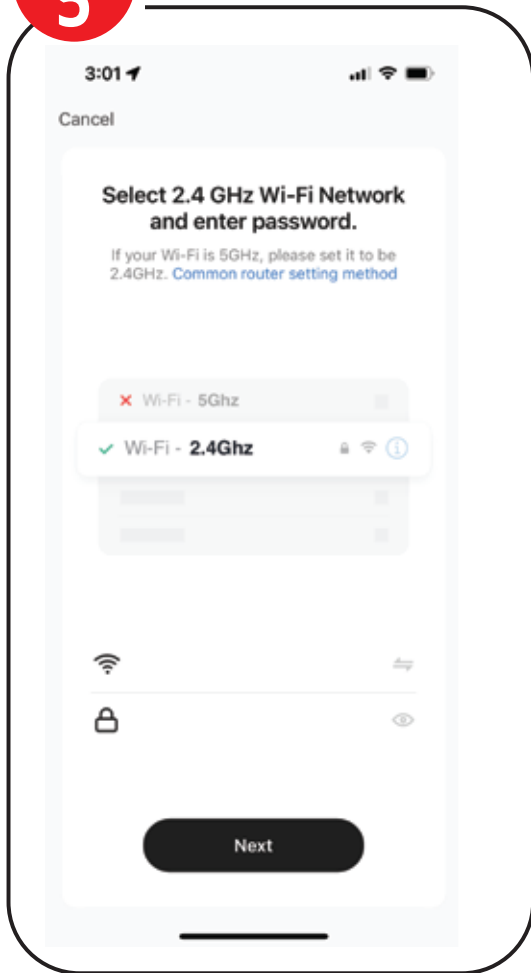 3:01
Cancel
Select 2.4 GHz Wi-Fi Network
and enter password.
If your Wi-Fi is 5GHz, please set it to be
2.4GHz. Common router setting method
Wi-Fi - 5Ghz
Wi-Fi - 2.4Ghz
Next